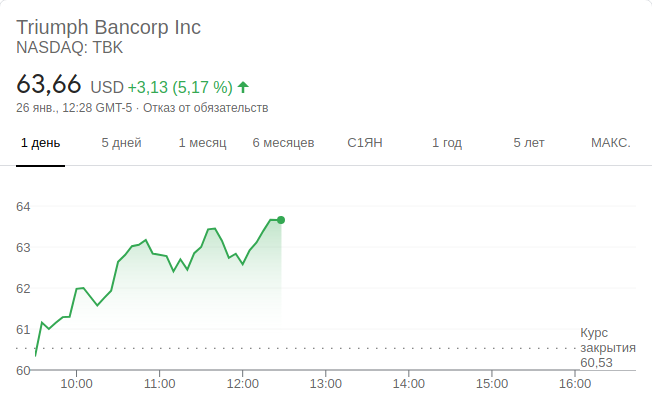 Triumph Bancorp Inc
NASDAQ: TBK
63,66 USD +3,13 (5,17 %)
26 янв., 12:28 GMT-5 · Отказ от обязательств
1 день 5 дней 1 месяц 6 месяцев С1ЯН 1 год 5 лет МАКС.
64
63
62
61
60
Курс
закрытия
60,53
10:00 11:00 12:00 13:00 14:00 15:00 16:00